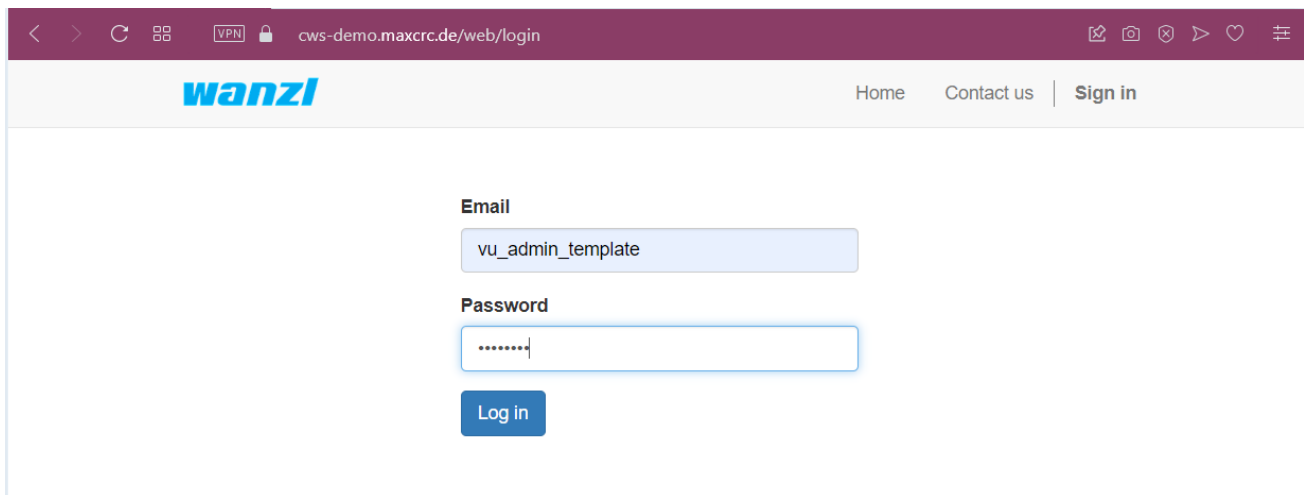 VPN cws-demo.maxcrc.de/web/login
wanzl Home Contact us Sign in
Email
vu_admin_template
Password
••••••••
Log in